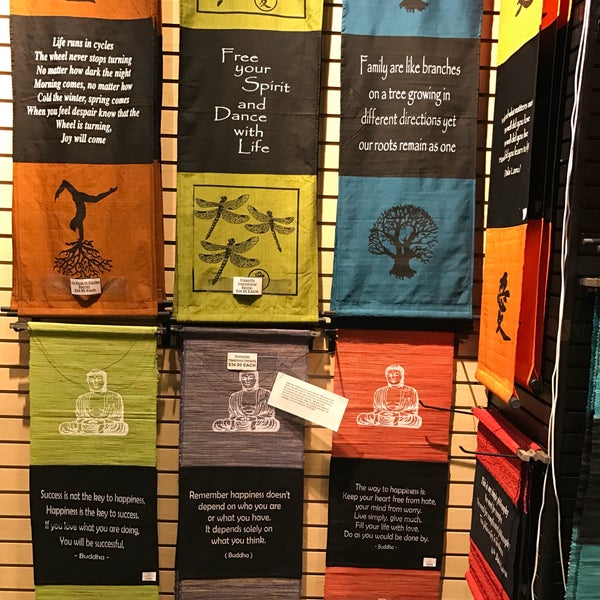 Life runs in cycles
The wheel never stops turning
No matter how dark the night
Morning comes, no matter how
Cold the winter, spring comes
When you feel despair know that the
Wheel is turning,
Joy will come
Free
your
Spirit
and
Dance
with
Life
Family are like branches
on a tree growing in
different directions yet
our roots remain as one
Banner
$34.95 EACH
Dragonfly
Inspirational
Banner
$34.95 EACH
Success is not the key to happiness,
Happiness is the key to success.
If you love what you are doing,
You will be successful.
- Buddha -
$34.95 EACH
Remember happiness doesn't
depend on who you are
or what you have.
It depends solely on
what you think.
( Buddha )
The way to happiness is:
Keep your heart free from hate,
your mind from worry.
Live simply, give much.
Fill your life with love.
Do as you would be done by.
- Buddha -